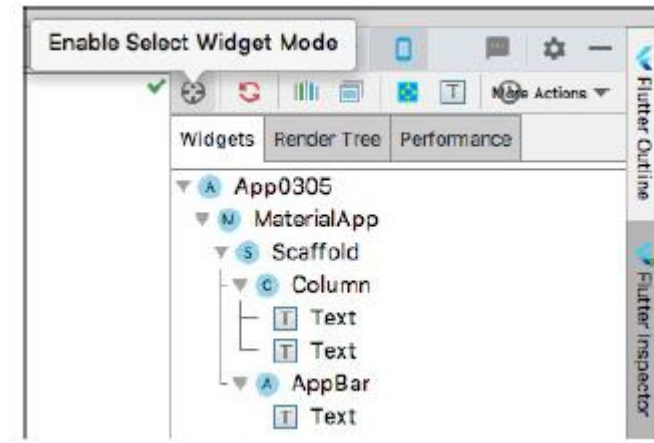 Enable Select Widget Mode
More Actions
Widgets Render Tree Performance
A App0305
M MaterialApp
S Scaffold
C Column
T Text
T Text
A AppBar
T Text
Flutter Outline
Flutter Inspector